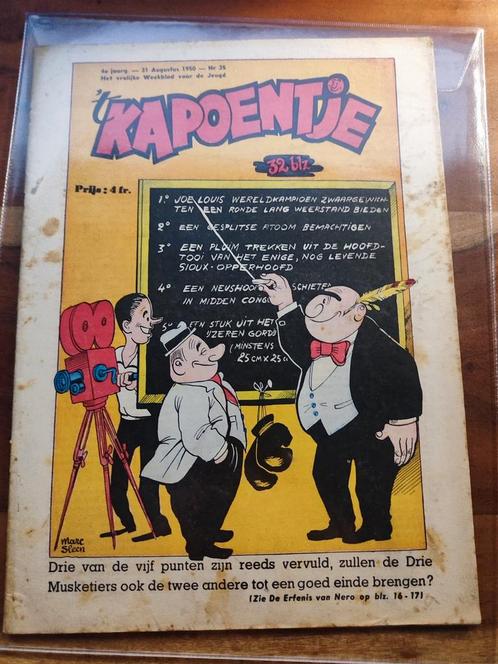 4e jaarg. — 31 Augustus 1950 — Nr 35
Het vrolijke Weekblad voor de Jeugd
't KAPOENTJE
32 blz
Prijs : 4 fr.
1° JOE LOUIS WERELDKAMPIOEN ZWAARGEWICH-
TEN EEN RONDE LANG WEERSTAND BIEDEN
2° EEN GESPLITSE ATOOM BEMACHTIGEN
3° EEN PLUIM TREKKEN UIT DE HOOFD-
TOOI VAN HET ENIGE, NOG LEVENDE
SIOUX-OPPERHOOFD
4° EEN NEUSHOO SCHIETEN
IN MIDDEN CONGO
5° EEN STUK UIT HET
IJZEREN GORDI
(MINSTENS
25 CM X 25 C
Marc
Sleen
Drie van de vijf punten zijn reeds vervuld, zullen de Drie
Musketiers ook de twee andere tot een goed einde brengen?
(Zie De Erfenis van Nero op blz. 16 - 17)